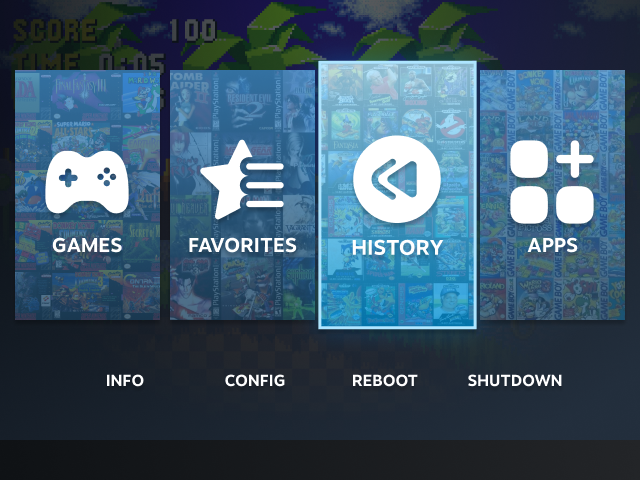 SCORE 100
TIME 0:05
GAMES
FAVORITES
HISTORY
APPS
INFO
CONFIG
REBOOT
SHUTDOWN